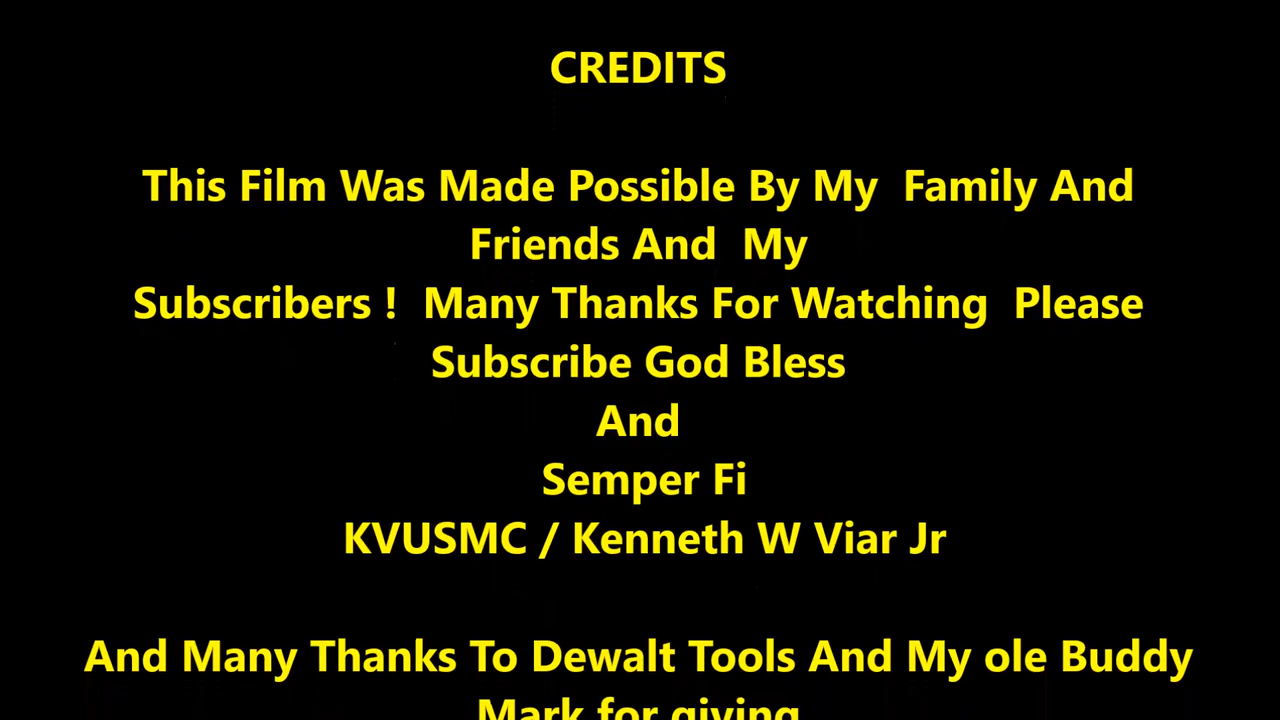 CREDITS
This Film Was Made Possible By My  Family And
Friends And  My
Subscribers !  Many Thanks For Watching  Please
Subscribe God Bless
And
Semper Fi
KVUSMC / Kenneth W Viar Jr
And Many Thanks To Dewalt Tools And My ole Buddy
Mark for giving